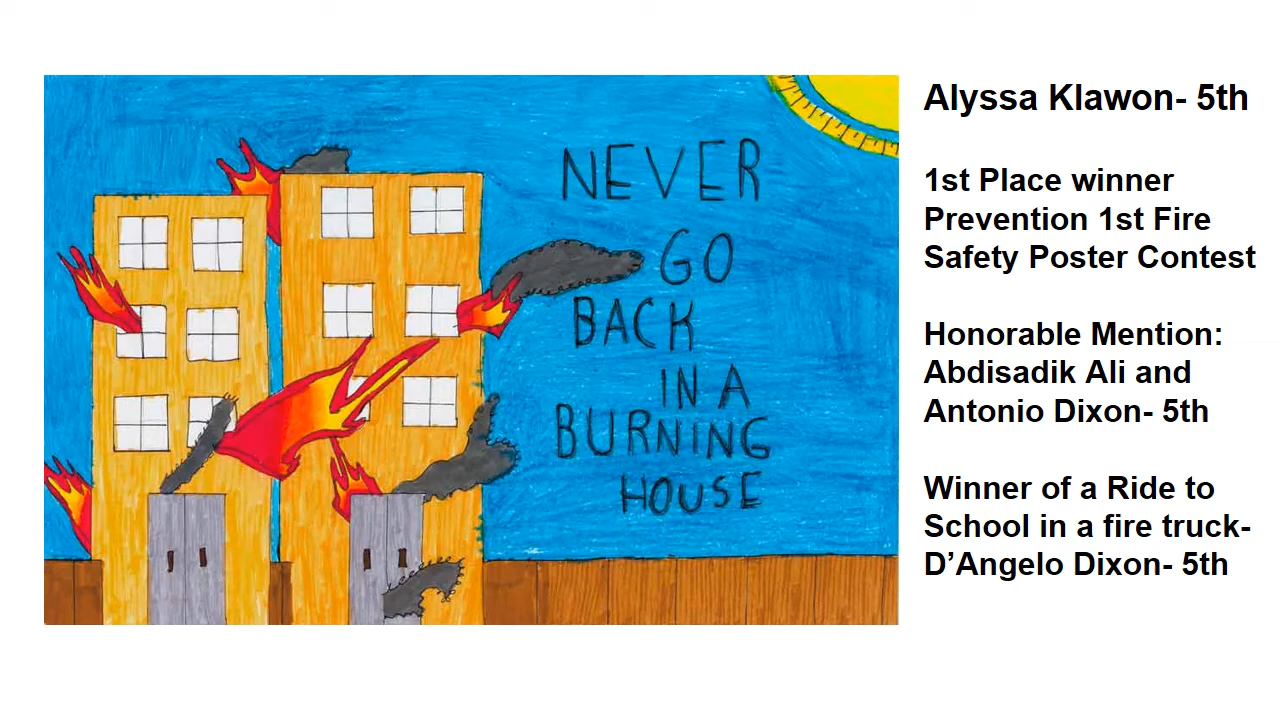 NEVER
GO
BACK
IN A
BURNING
HOUSE
Alyssa Klawon- 5th
1st Place winner
Prevention 1st Fire
Safety Poster Contest
Honorable Mention:
Abdisadik Ali and
Antonio Dixon- 5th
Winner of a Ride to
School in a fire truck-
D’Angelo Dixon- 5th